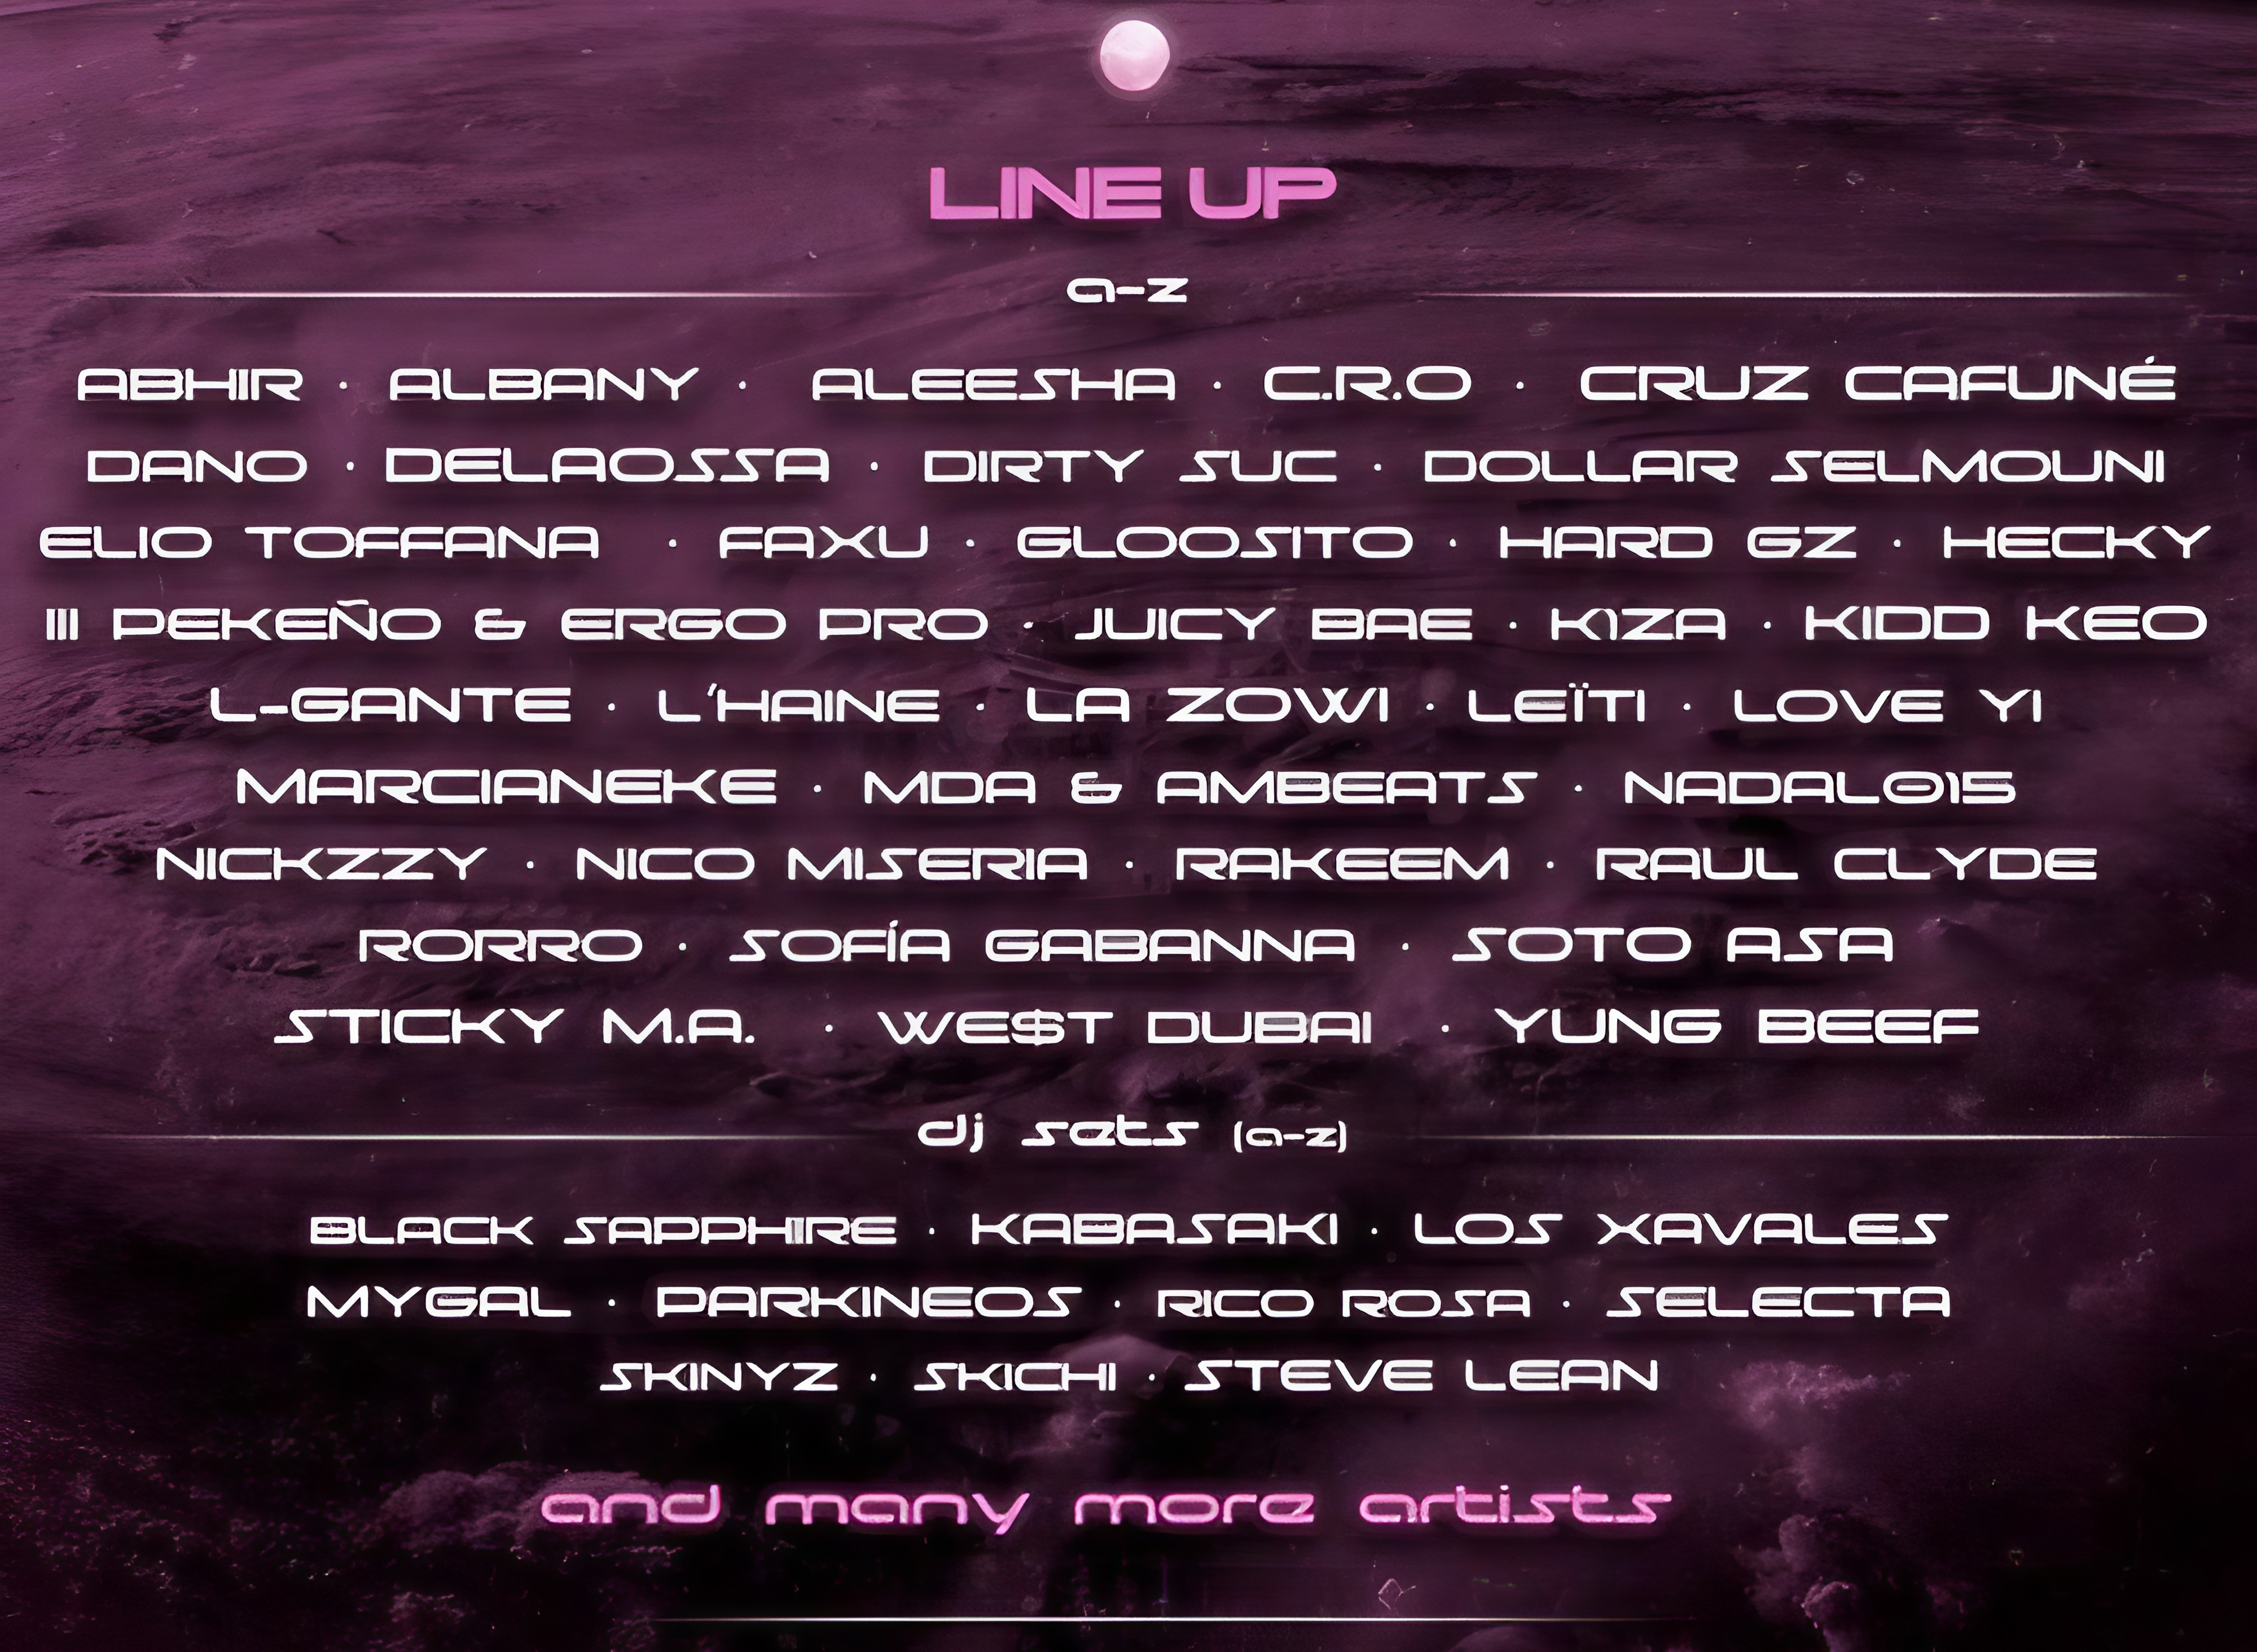 LINE UP
a-z
ABHIR · ALBANY · ALEESHA · C.R.O · CRUZ CAFUNÉ
DANO · DELAOSSA · DIRTY SUC · DOLLAR SELMOUNI
ELIO TOFFANA · FAXU · GLOOSITO · HARD GZ · HECKY
III PEKEÑO & ERGO PRO · JUICY BAE · K1ZA · KIDD KEO
L-GANTE · L'HAINE · LA ZOWI · LEÏTI · LOVE YI
MARCIANEKE · MDA & AMBEATS · NADAL015
NICKZZY · NICO MISERIA · RAKEEM · RAUL CLYDE
RORRO · SOFÍA GABANNA · SOTO ASA
STICKY M.A. · WE$T DUBAI · YUNG BEEF
dj sets (a-z)
BLACK SAPPHIRE · KABASAKI · LOS XAVALES
MYGAL · PARKINEOS · RICO ROSA · SELECTA
SKINYZ · SKICHI · STEVE LEAN
and many more artists